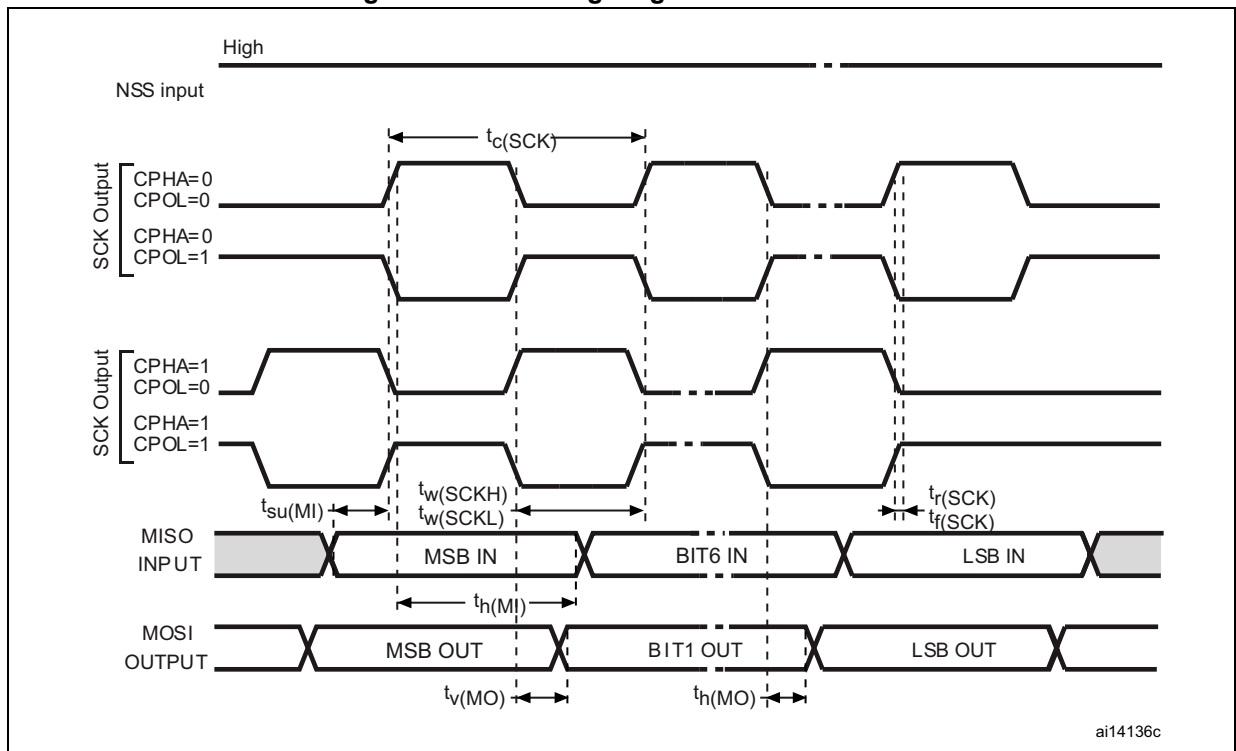 High
NSS input
tc(SCK)
SCK Output
CPHA=0
CPOL=0
CPHA=0
CPOL=1
SCK Output
CPHA=1
CPOL=0
CPHA=1
CPOL=1
tsu(MI)
tw(SCKH)
tw(SCKL)
tr(SCK)
tf(SCK)
MISO
INPUT
MSB IN
BIT6 IN
LSB IN
th(MI)
MOSI
OUTPUT
MSB OUT
BIT1 OUT
LSB OUT
tv(MO)
th(MO)
ai14136c